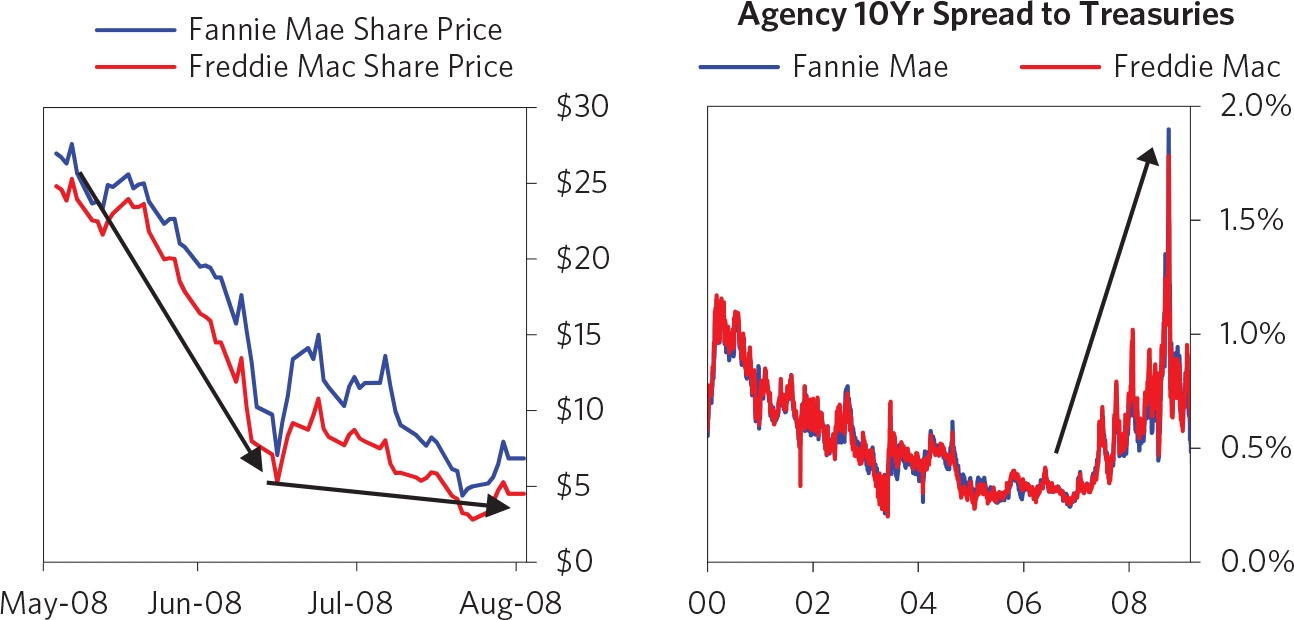 Fannie Mae Share Price
Freddie Mac Share Price
$30
$25
$20
$15
$10
$5
$0
May-08 Jun-08 Jul-08 Aug-08
Agency 10Yr Spread to Treasuries
Fannie Mae Freddie Mac
2.0%
1.5%
1.0%
0.5%
0.0%
00 02 04 06 08